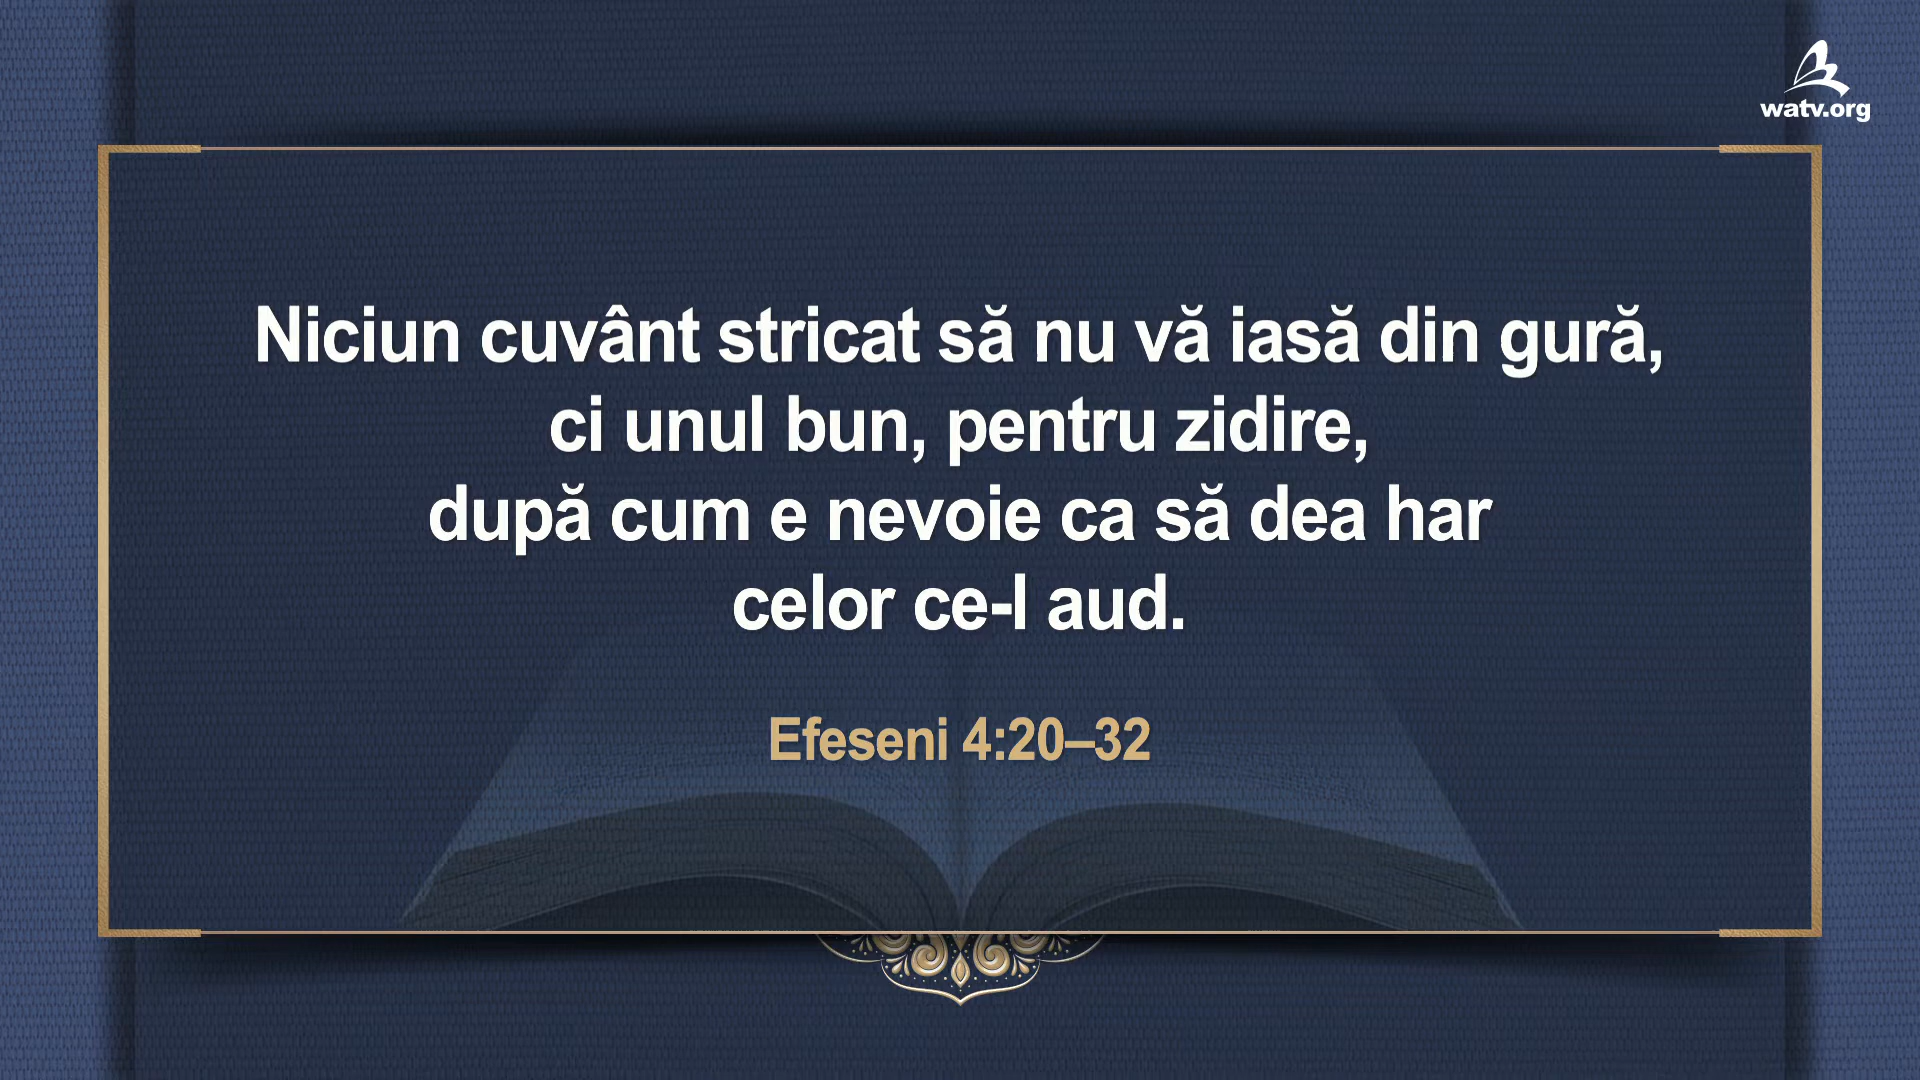 watv.org
Niciun cuvânt stricat să nu vă iasă din gură,
ci unul bun, pentru zidire,
după cum e nevoie ca să dea har
celor ce-l aud.
Efeseni 4:20–32